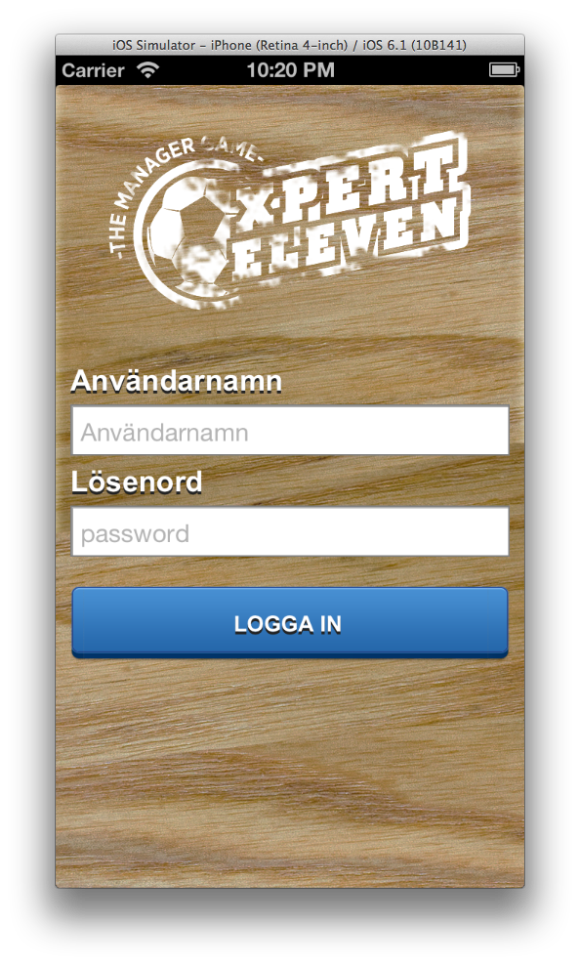 iOS Simulator - iPhone (Retina 4-inch) / iOS 6.1 (10B141)
Carrier 10:20 PM
-THE MANAGER GAME-
XPERT
ELEVEN
Användarnamn
Användarnamn
Lösenord
password
LOGGA IN